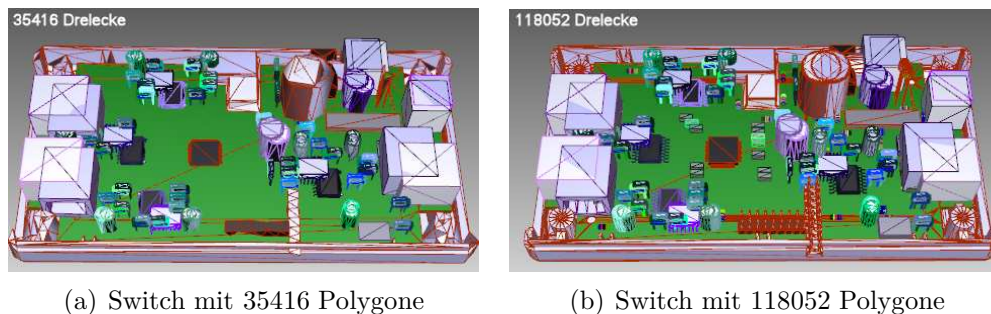 35416 Drelecke
118052 Drelecke
(a) Switch mit 35416 Polygone
(b) Switch mit 118052 Polygone